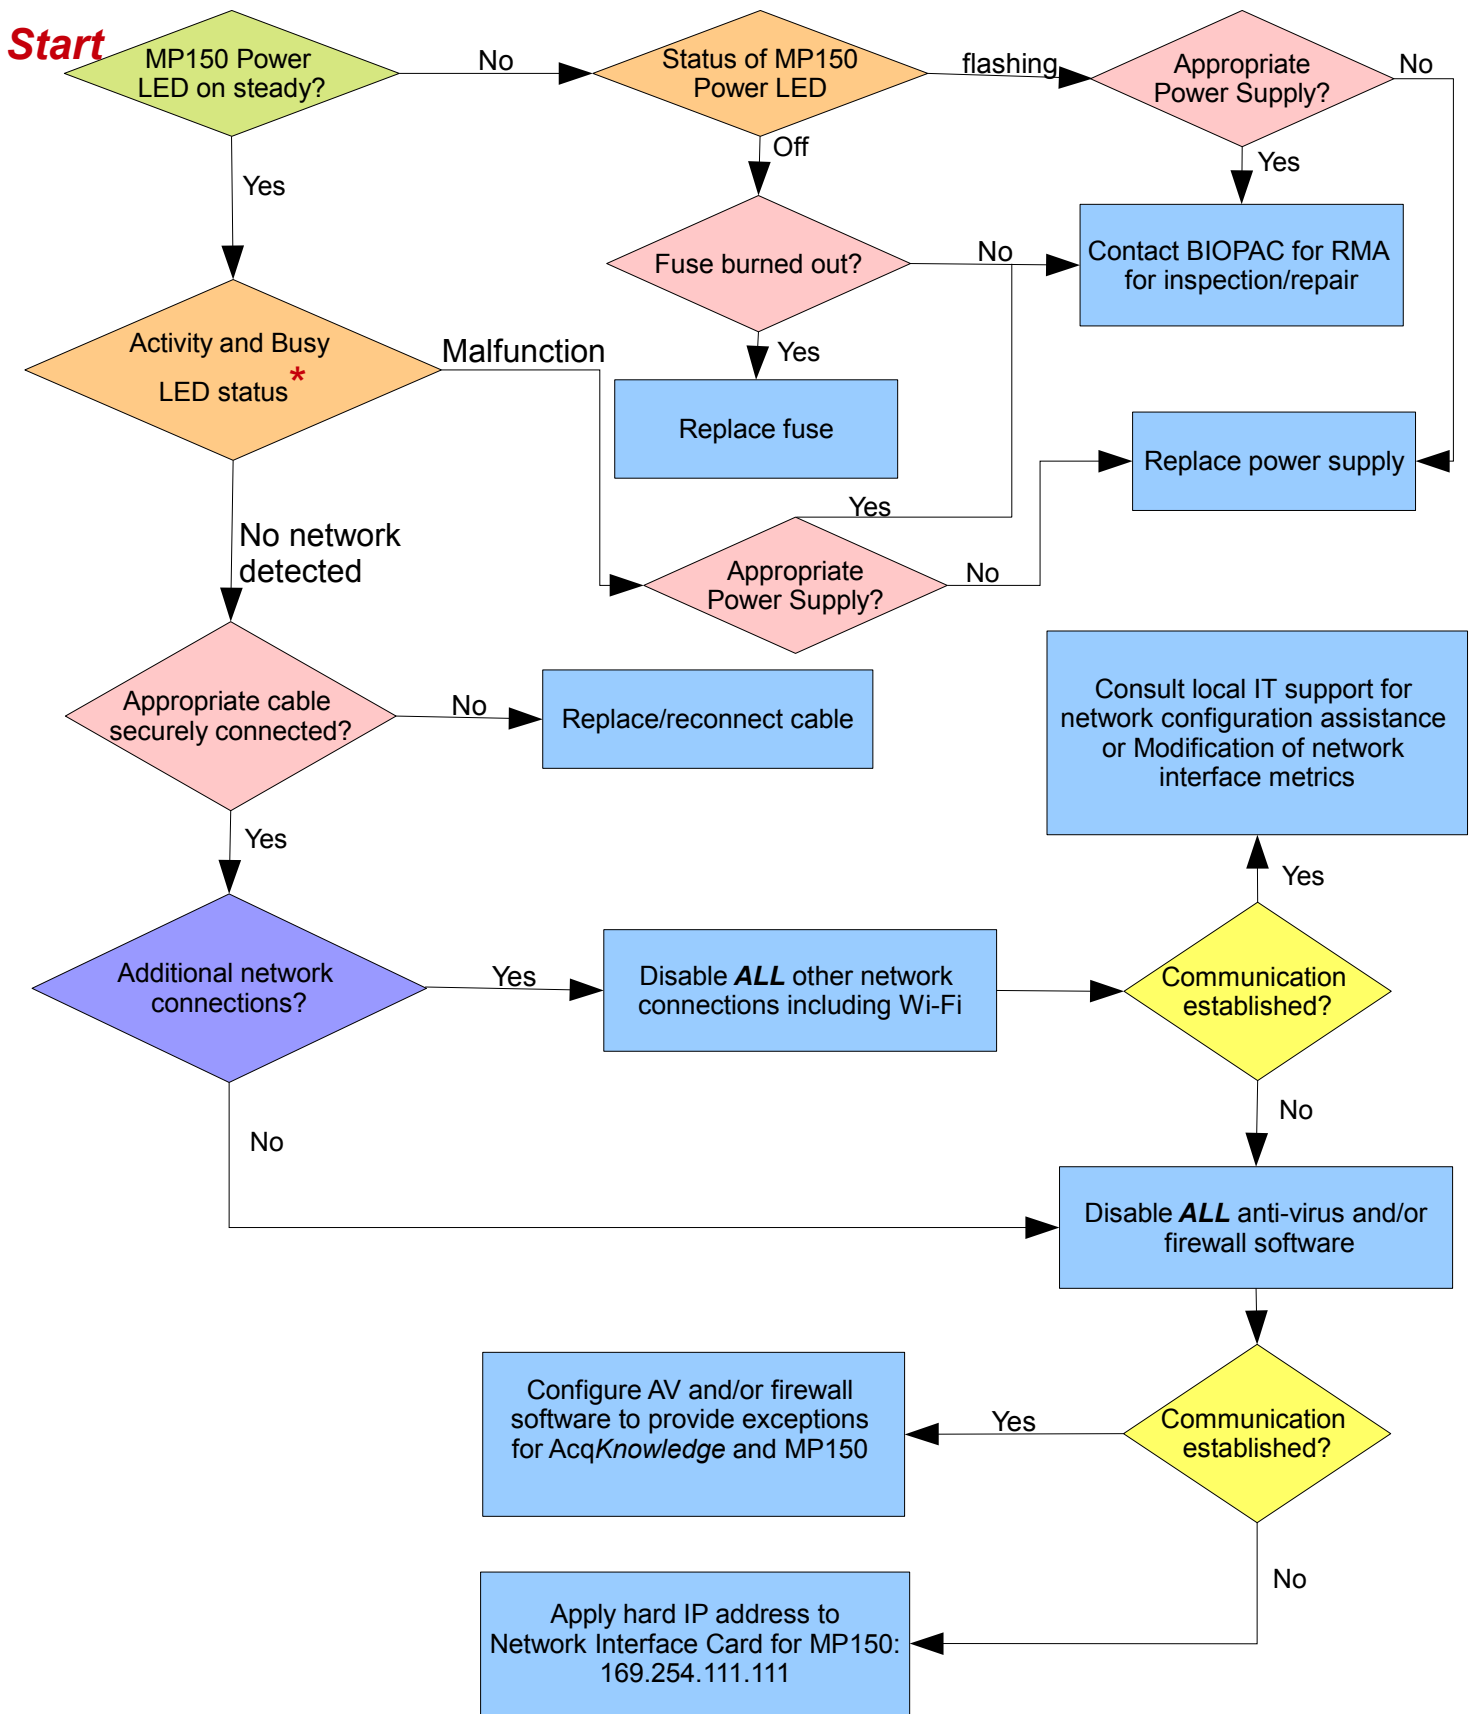 Start
MP150 Power
LED on steady?
No
Status of MP150
Power LED
flashing
Appropriate
Power Supply?
No
Yes
Off
Yes
Fuse burned out?
No
Contact BIOPAC for RMA
for inspection/repair
Activity and Busy
LED status*
Malfunction
Yes
Replace fuse
Replace power supply
Yes
No network
detected
Appropriate
Power Supply?
No
Appropriate cable
securely connected?
No
Replace/reconnect cable
Consult local IT support for
network configuration assistance
or Modification of network
interface metrics
Yes
Yes
Additional network
connections?
Yes
Disable ALL other network
connections including Wi-Fi
Communication
established?
No
No
Disable ALL anti-virus and/or
firewall software
Configure AV and/or firewall
software to provide exceptions
for AcqKnowledge and MP150
Yes
Communication
established?
No
Apply hard IP address to
Network Interface Card for MP150:
169.254.111.111